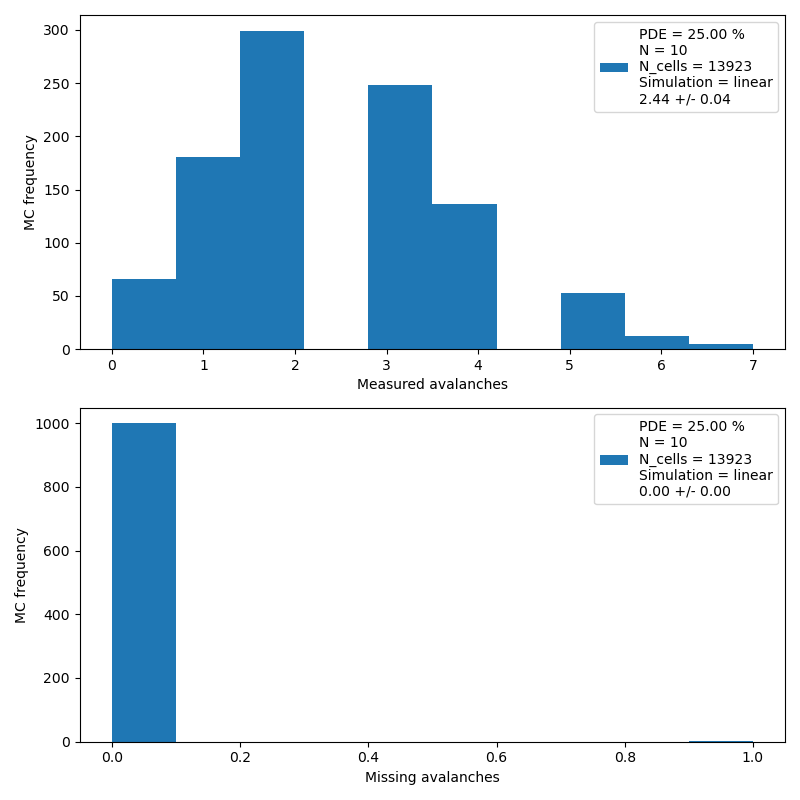 300
250
200
150
100
50
0
MC frequency
PDE = 25.00 %
N = 10
N_cells = 13923
Simulation = linear
2.44 +/- 0.04
0 1 2 3 4 5 6 7
Measured avalanches
1000
800
600
400
200
0
MC frequency
PDE = 25.00 %
N = 10
N_cells = 13923
Simulation = linear
0.00 +/- 0.00
0.0 0.2 0.4 0.6 0.8 1.0
Missing avalanches